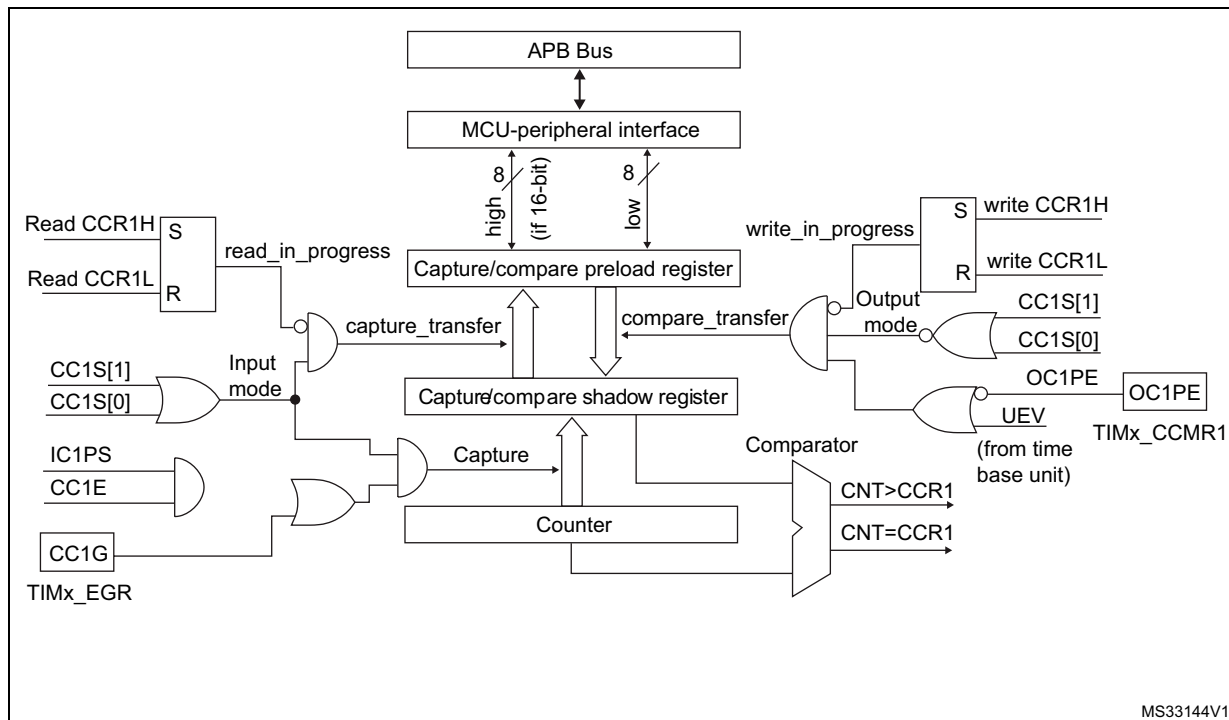 APB Bus
MCU-peripheral interface
8
8
high
(if 16-bit)
low
Read CCR1H
S
read_in_progress
Read CCR1L
R
write_in_progress
S
write CCR1H
R
write CCR1L
Capture/compare preload register
capture_transfer
compare_transfer
Output
mode
CC1S[1]
CC1S[0]
Input
mode
CC1S[1]
CC1S[0]
Capture/compare shadow register
OC1PE
OC1PE
UEV
TIMx_CCMR1
(from time
base unit)
IC1PS
CC1E
Capture
Comparator
CNT>CCR1
Counter
CNT=CCR1
CC1G
TIMx_EGR
MS33144V1